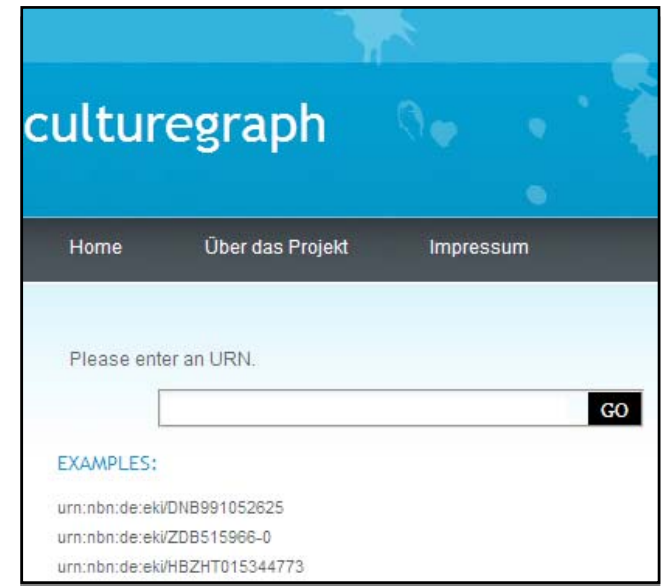 culturegraph
Home Über das Projekt Impressum
Please enter an URN.
GO
EXAMPLES:
urn:nbn:de:eki/DNB991052625
urn:nbn:de:eki/ZDB515966-0
urn:nbn:de:eki/HBZHT015344773